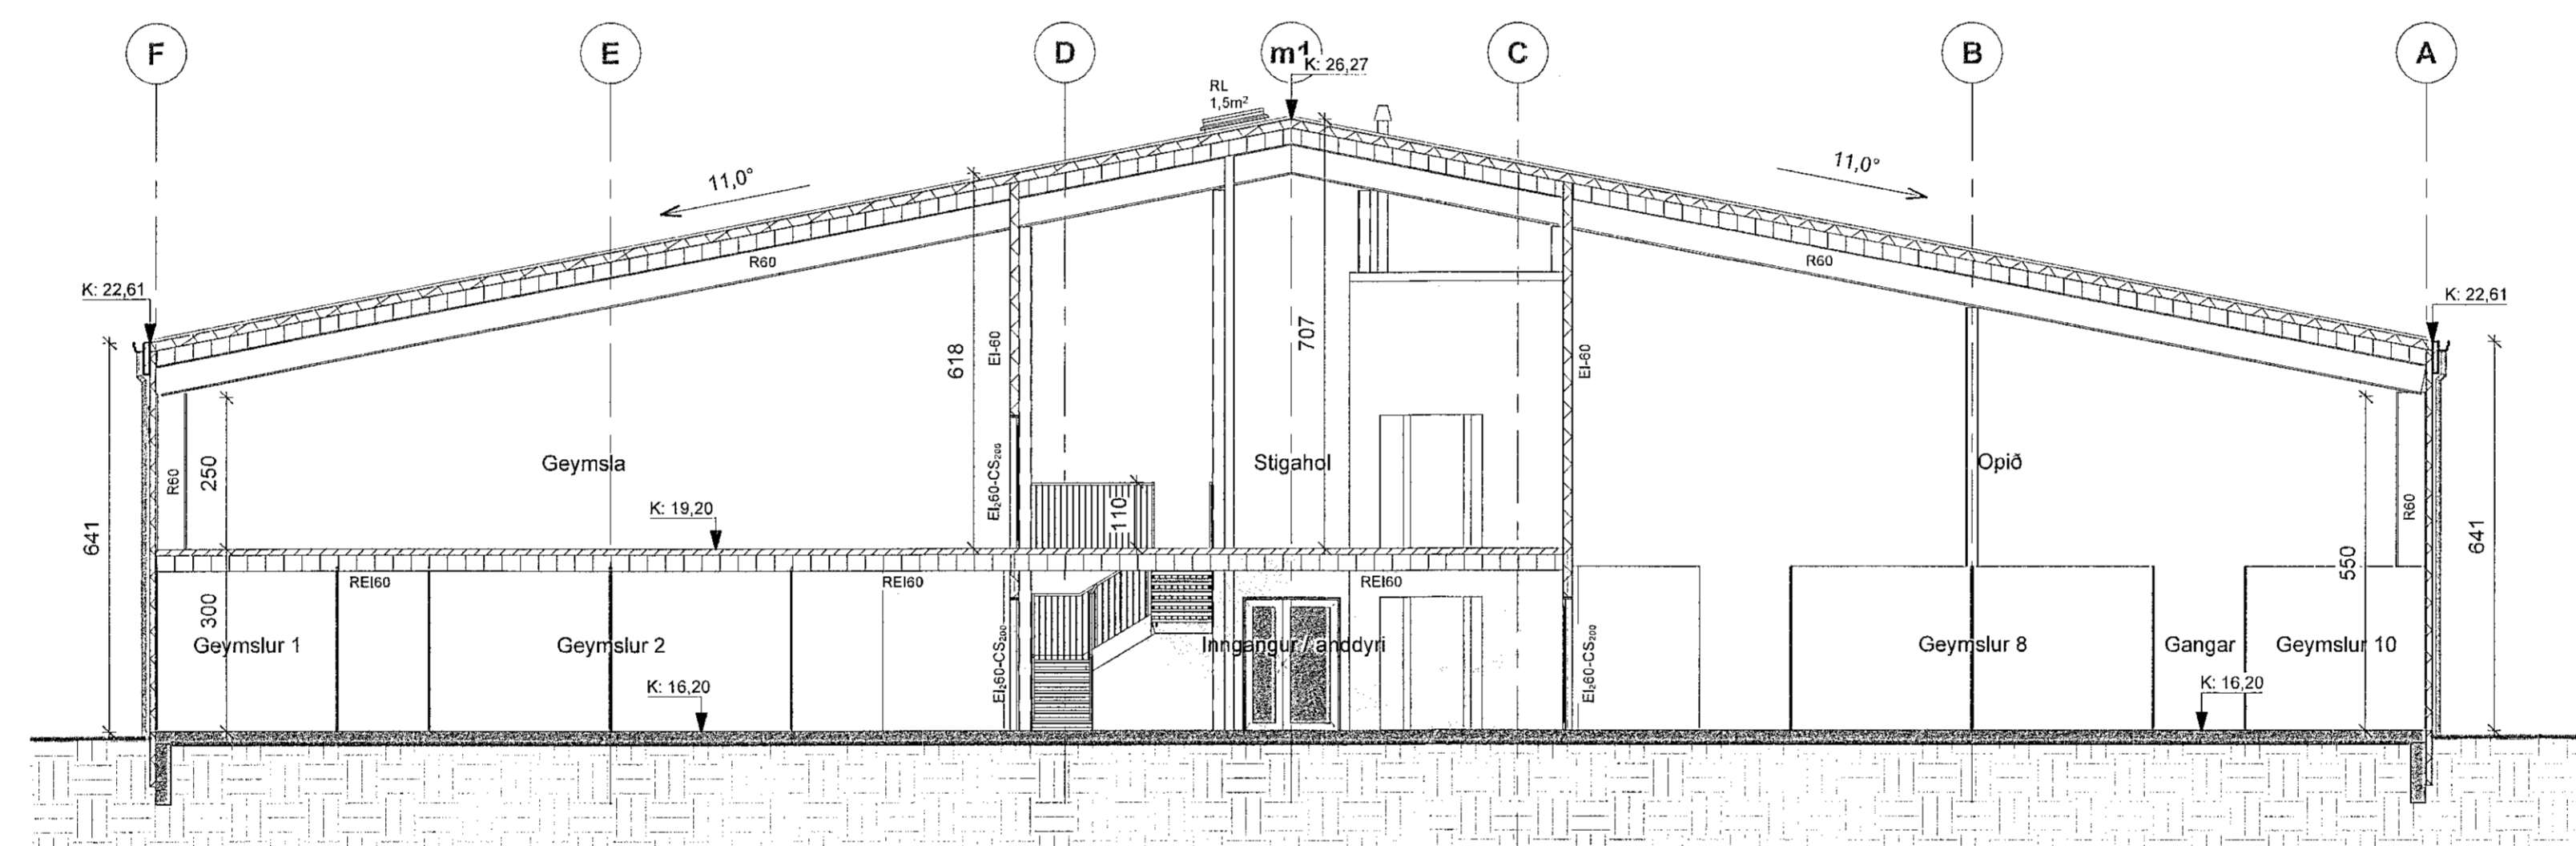 F
E
D
m1
C
B
A
K: 26,27
RL
1,5m²
11,0°
11,0°
R60
R60
K: 22,61
K: 22,61
618
EI-60
707
EI-60
Geymsla
Stigahol
Opið
R60
250
EI₂60-CS₂₀₀
110
R60
K: 19,20
641
641
550
REI60
REI60
REI60
300
Geymslur 1
Geymslur 2
EI₂60-CS₂₀₀
Inngangur / anddyri
EI₂60-CS₂₀₀
Geymslur 8
Gangar
Geymslur 10
K: 16,20
K: 16,20